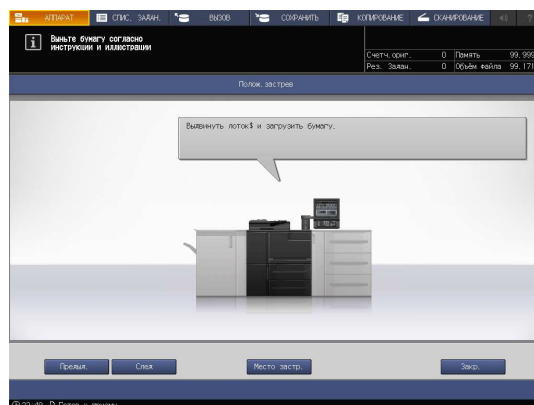 АППАРАТ
СПИС. ЗАДАН.
ВЫЗОВ
СОХРАНИТЬ
КОПИРОВАНИЕ
СКАНИРОВАНИЕ
?
Выньте бумагу согласно
инструкции и иллюстрации
Счетч.ориг. 0 Память 99.999
Рез. Задан. 0 Объём файла 99.171
Полож.застрев
Выдвинуть лоток$ и загрузить бумагу.
Предыд.
След
Место застр.
Закр.